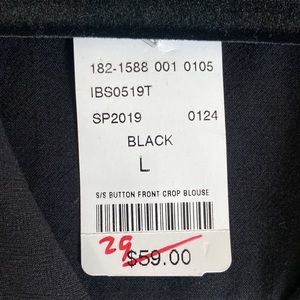 182-1588 001 0105
IBS0519T
SP2019 0124
BLACK
L
S/S BUTTON FRONT CROP BLOUSE
29
$59.00